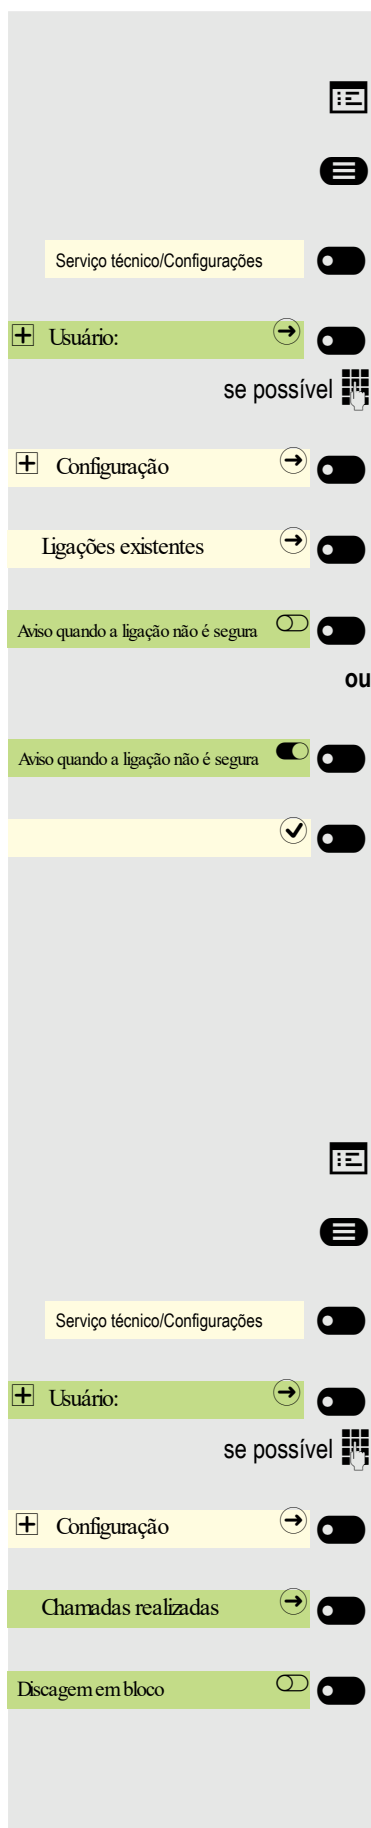 Serviço técnico/Configurações
Usuário:
se possível
Configuração
Ligações existentes
Aviso quando a ligação não é segura
ou
Aviso quando a ligação não é segura
Serviço técnico/Configurações
Usuário:
se possível
Configuração
Chamadas realizadas
Discagem em bloco